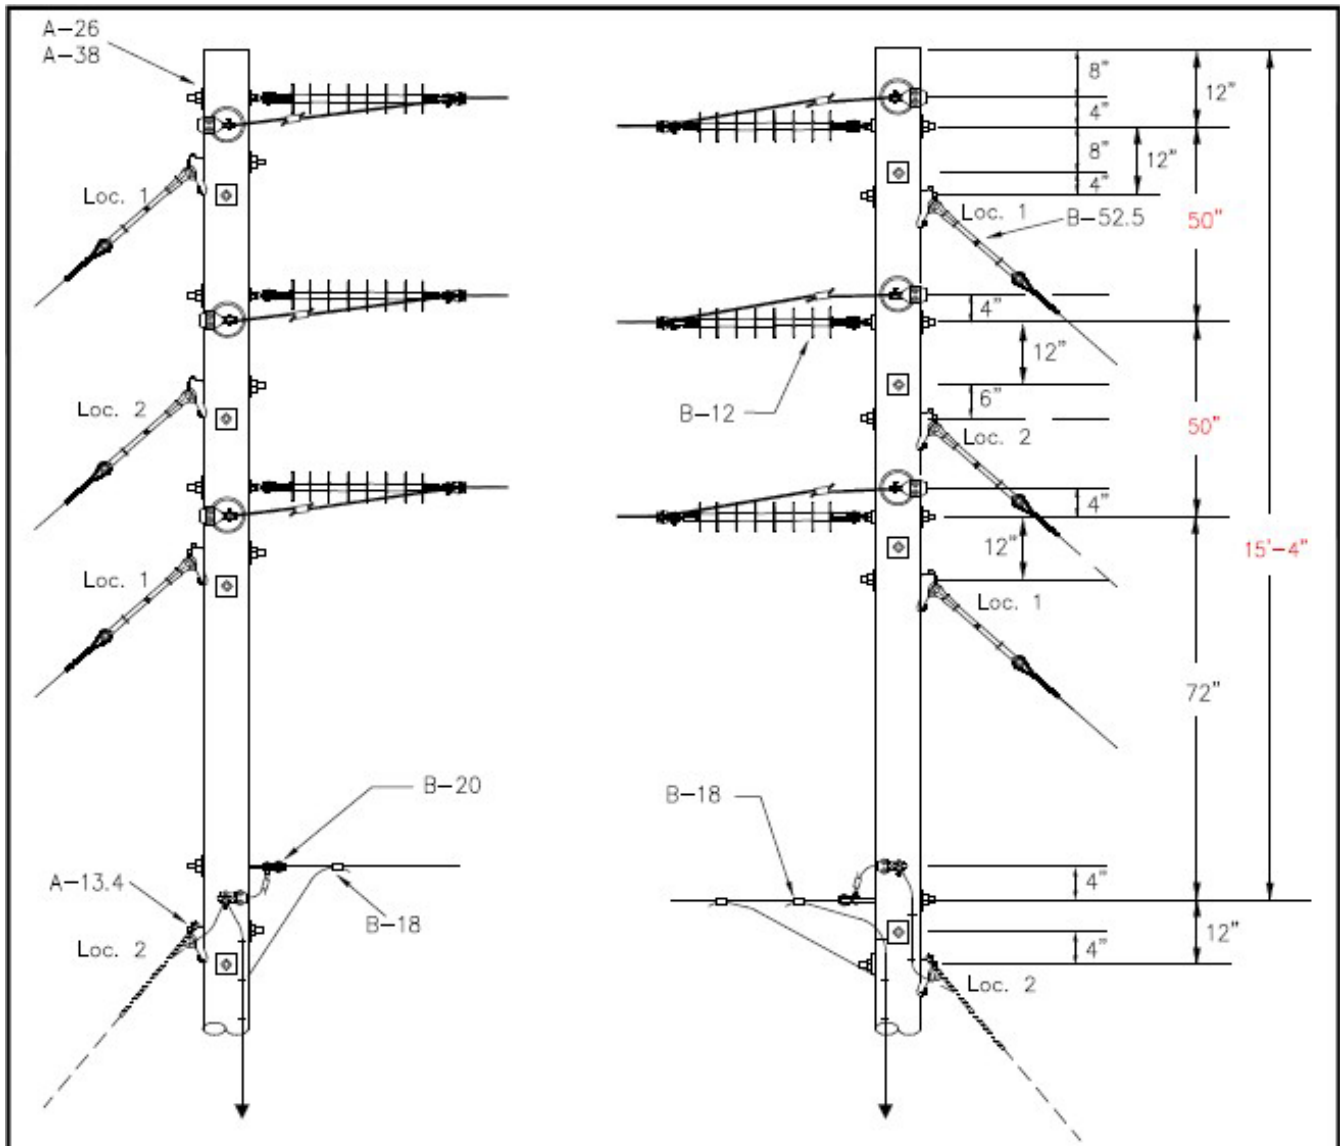 A-26
A-38
Loc. 1
Loc. 2
Loc. 1
B-20
A-13.4
B-18
Loc. 2
8"
12"
4"
8"
12"
4"
Loc. 1
B-52.5
50"
4"
12"
B-12
6"
50"
Loc. 2
4"
12"
15'-4"
Loc. 1
72"
B-18
4"
12"
4"
Loc. 2